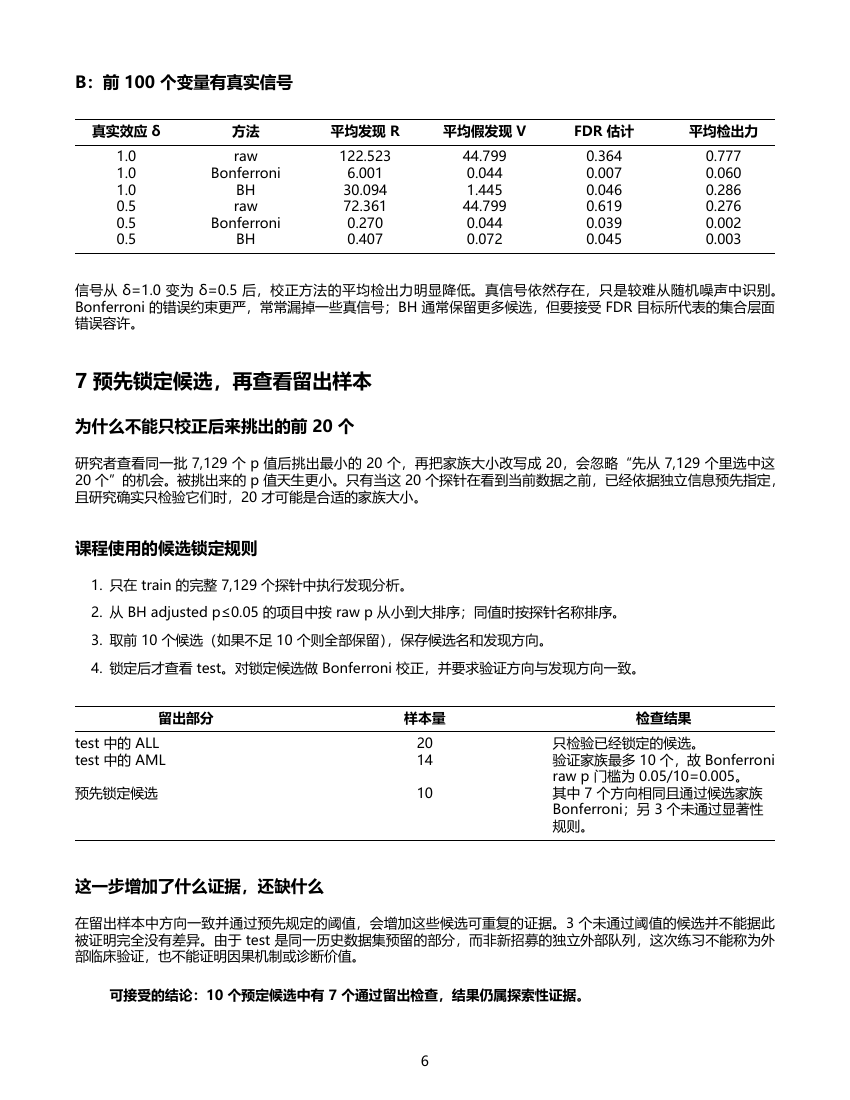 B：前 100 个变量有真实信号
真实效应 δ 方法 平均发现 R 平均假发现 V FDR 估计 平均检出力
1.0 raw 122.523 44.799 0.364 0.777
1.0 Bonferroni 6.001 0.044 0.007 0.060
1.0 BH 30.094 1.445 0.046 0.286
0.5 raw 72.361 44.799 0.619 0.276
0.5 Bonferroni 0.270 0.044 0.039 0.002
0.5 BH 0.407 0.072 0.045 0.003
信号从 δ=1.0 变为 δ=0.5 后，校正方法的平均检出力明显降低。真信号依然存在，只是较难从随机噪声中识别。
Bonferroni 的错误约束更严，常常漏掉一些真信号；BH 通常保留更多候选，但要接受 FDR 目标所代表的集合层面
错误容许。
7 预先锁定候选，再查看留出样本
为什么不能只校正后来挑出的前 20 个
研究者查看同一批 7,129 个 p 值后挑出最小的 20 个，再把家族大小改写成 20，会忽略“先从 7,129 个里选中这
20 个”的机会。被挑出来的 p 值天生更小。只有当这 20 个探针在看到当前数据之前，已经依据独立信息预先指定，
且研究确实只检验它们时，20 才可能是合适的家族大小。
课程使用的候选锁定规则
1. 只在 train 的完整 7,129 个探针中执行发现分析。
2. 从 BH adjusted p≤0.05 的项目中按 raw p 从小到大排序；同值时按探针名称排序。
3. 取前 10 个候选（如果不足 10 个则全部保留），保存候选名和发现方向。
4. 锁定后才查看 test。对锁定候选做 Bonferroni 校正，并要求验证方向与发现方向一致。
留出部分 样本量 检查结果
test 中的 ALL 20 只检验已经锁定的候选。
test 中的 AML 14 验证家族最多 10 个，故 Bonferroni
raw p 门槛为 0.05/10=0.005。
预先锁定候选 10 其中 7 个方向相同且通过候选家族
Bonferroni；另 3 个未通过显著性
规则。
这一步增加了什么证据，还缺什么
在留出样本中方向一致并通过预先规定的阈值，会增加这些候选可重复的证据。3 个未通过阈值的候选并不能据此
被证明完全没有差异。由于 test 是同一历史数据集预留的部分，而非新招募的独立外部队列，这次练习不能称为外
部临床验证，也不能证明因果机制或诊断价值。
可接受的结论：10 个预定候选中有 7 个通过留出检查，结果仍属探索性证据。
6